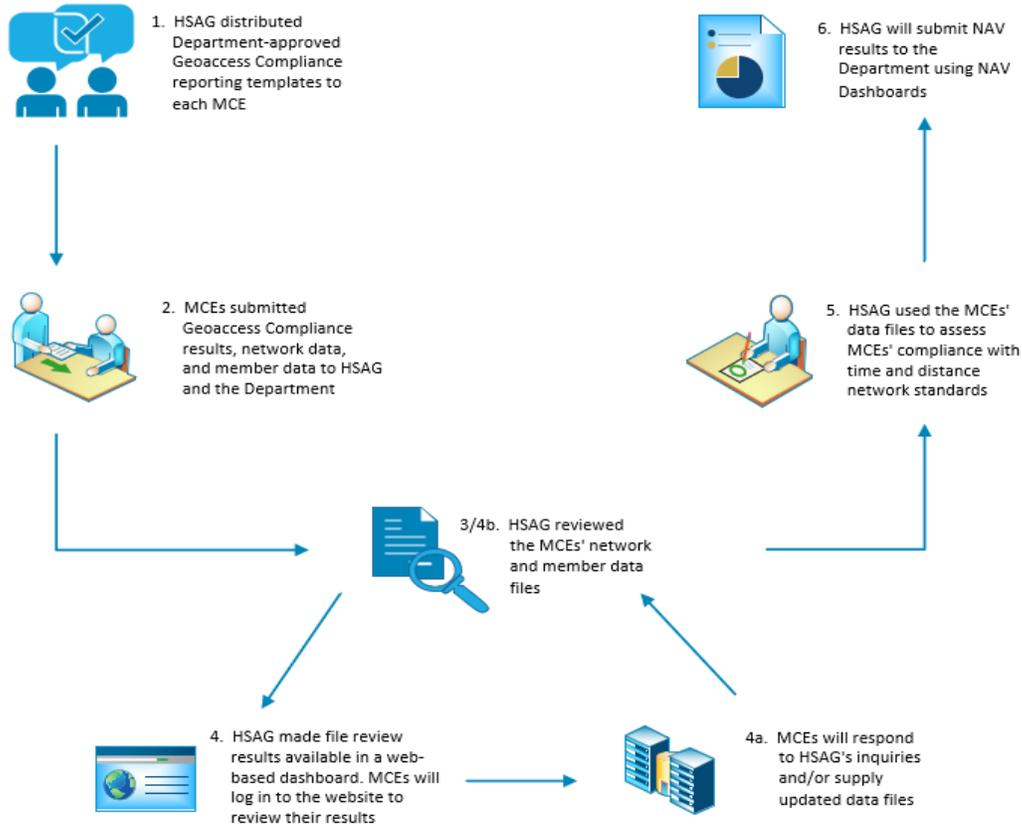 1. HSAG distributed
Department-approved
Geoaccess Compliance
reporting templates to
each MCE
2. MCEs submitted
Geoaccess Compliance
results, network data,
and member data to HSAG
and the Department
3/4b. HSAG reviewed
the MCEs' network
and member data
files
4. HSAG made file review
results available in a web-
based dashboard. MCEs will
log in to the website to
review their results
4a. MCEs will respond
to HSAG's inquiries
and/or supply
updated data files
5. HSAG used the MCEs'
data files to assess
MCEs' compliance with
time and distance
network standards
6. HSAG will submit NAV
results to the
Department using NAV
Dashboards